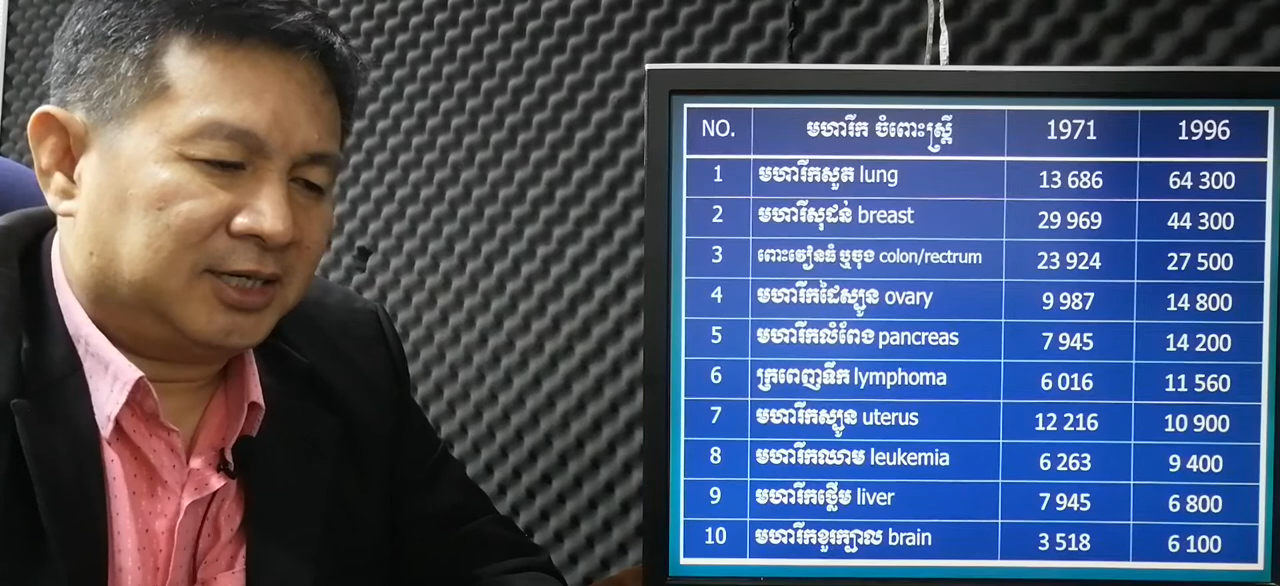 NO. មហារីក ចំពោះស្ត្រី 1971 1996
1 មហារីកសួត lung 13 686 64 300
2 មហារីសុដន់ breast 29 969 44 300
3 ពោះវៀនធំ ឬចុង colon/rectrum 23 924 27 500
4 មហារីកដៃស្បូន ovary 9 987 14 800
5 មហារីកលំពែង pancreas 7 945 14 200
6 ក្រពេញទឹក lymphoma 6 016 11 560
7 មហារីកស្បូន uterus 12 216 10 900
8 មហារីកឈាម leukemia 6 263 9 400
9 មហារីកថ្លើម liver 7 945 6 800
10 មហារីកខួរក្បាល brain 3 518 6 100